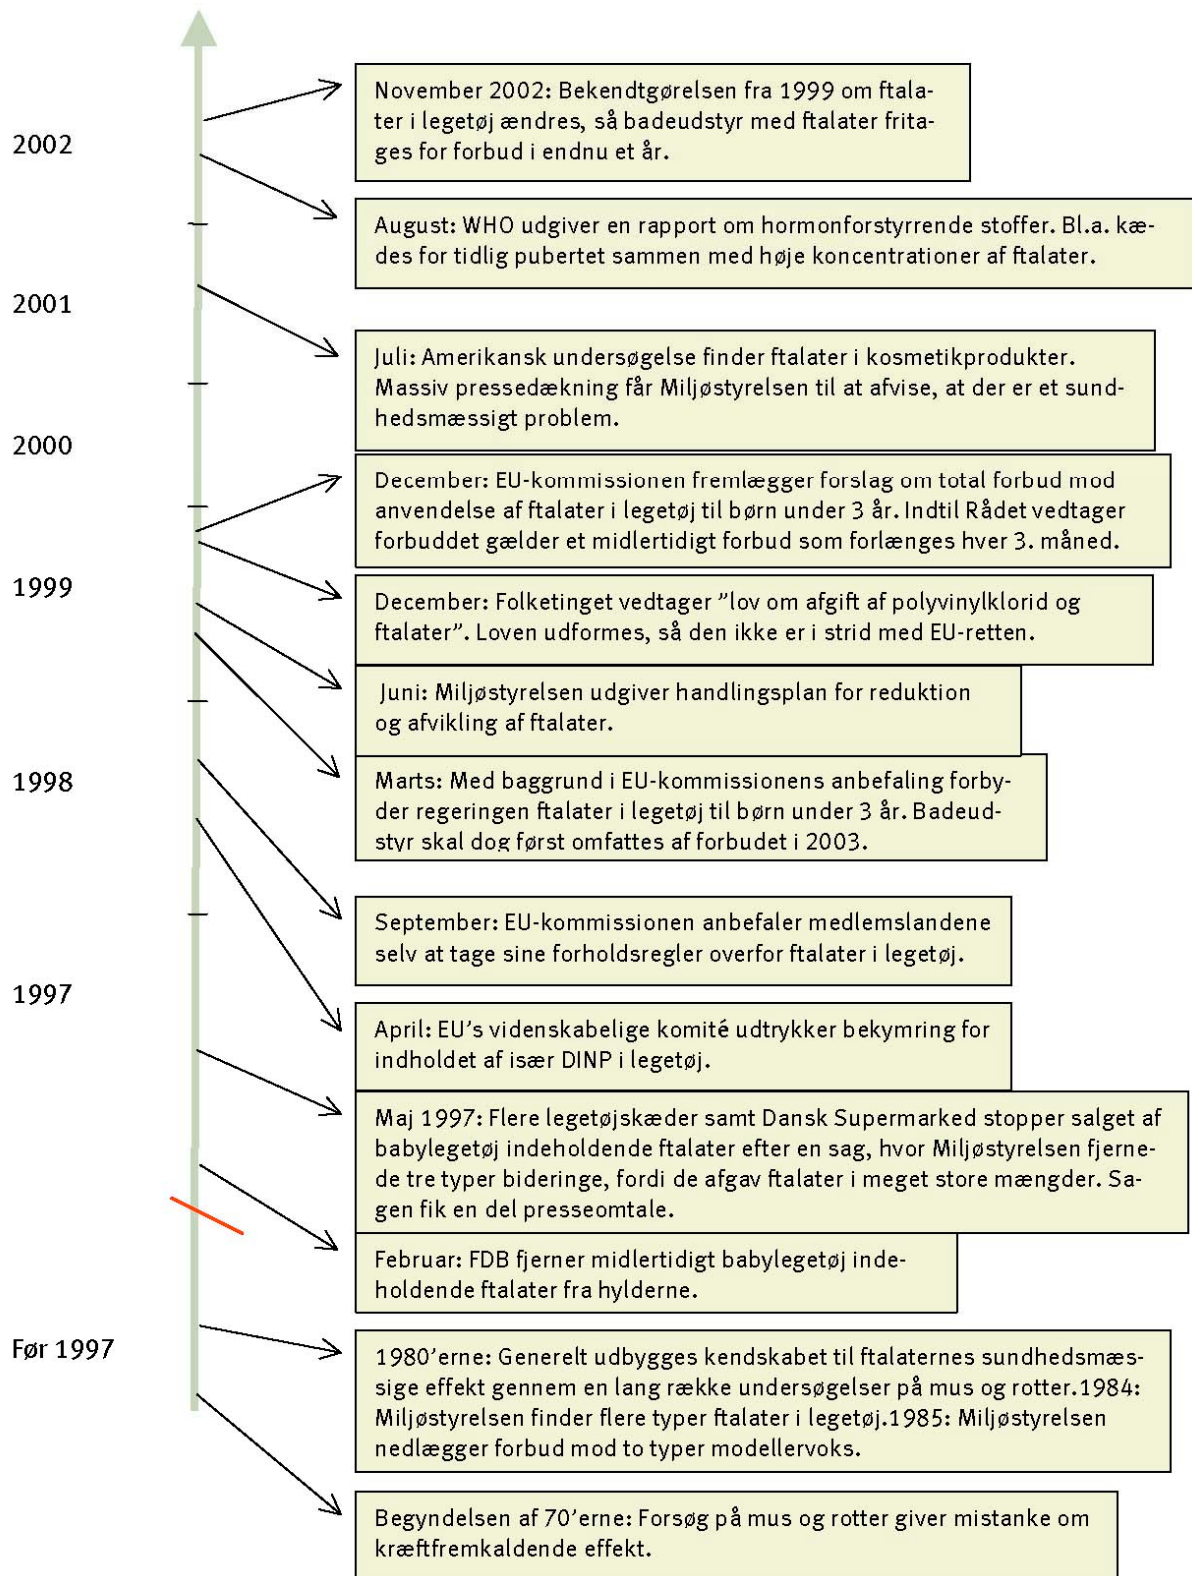 November 2002: Bekendtgørelsen fra 1999 om ftala-
ter i legetøj ændres, så badeudstyr med ftalater frita-
ges for forbud i endnu et år.
2002
August: WHO udgiver en rapport om hormonforstyrrende stoffer. Bl.a. kæ-
des for tidlig pubertet sammen med høje koncentrationer af ftalater.
2001
Juli: Amerikansk undersøgelse finder ftalater i kosmetikprodukter.
Massiv pressedækning får Miljøstyrelsen til at afvise, at der er et sund-
hedsmæssigt problem.
2000
December: EU-kommissionen fremlægger forslag om total forbud mod
anvendelse af ftalater i legetøj til børn under 3 år. Indtil Rådet vedtager
forbuddet gælder et midlertidigt forbud som forlænges hver 3. måned.
1999
December: Folketinget vedtager ”lov om afgift af polyvinylklorid og
ftalater”. Loven udformes, så den ikke er i strid med EU-retten.
Juni: Miljøstyrelsen udgiver handlingsplan for reduktion
og afvikling af ftalater.
1998
Marts: Med baggrund i EU-kommissionens anbefaling forby-
der regeringen ftalater i legetøj til børn under 3 år. Badeud-
styr skal dog først omfattes af forbudet i 2003.
September: EU-kommissionen anbefaler medlemslandene
selv at tage sine forholdsregler overfor ftalater i legetøj.
1997
April: EU’s videnskabelige komité udtrykker bekymring for
indholdet af især DINP i legetøj.
Maj 1997: Flere legetøjskæder samt Dansk Supermarked stopper salget af
babylegetøj indeholdende ftalater efter en sag, hvor Miljøstyrelsen fjerne-
de tre typer bideringe, fordi de afgav ftalater i meget store mængder. Sa-
gen fik en del presseomtale.
Februar: FDB fjerner midlertidigt babylegetøj inde-
holdende ftalater fra hylderne.
Før 1997
1980’erne: Generelt udbygges kendskabet til ftalaternes sundhedsmæs-
sige effekt gennem en lang række undersøgelser på mus og rotter.1984:
Miljøstyrelsen finder flere typer ftalater i legetøj.1985: Miljøstyrelsen
nedlægger forbud mod to typer modellervoks.
Begyndelsen af 70’erne: Forsøg på mus og rotter giver mistanke om
kræftfremkaldende effekt.